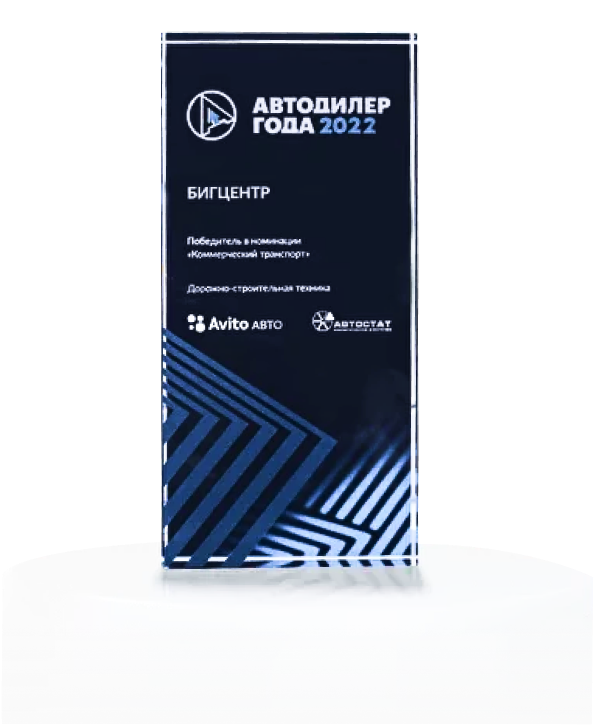 АВТОДИЛЕР
ГОДА 2022
БИГЦЕНТР
Победитель в номинации
«Коммерческий транспорт»
Дорожно-строительная техника
Avito АВТО
АВТОСТАТ